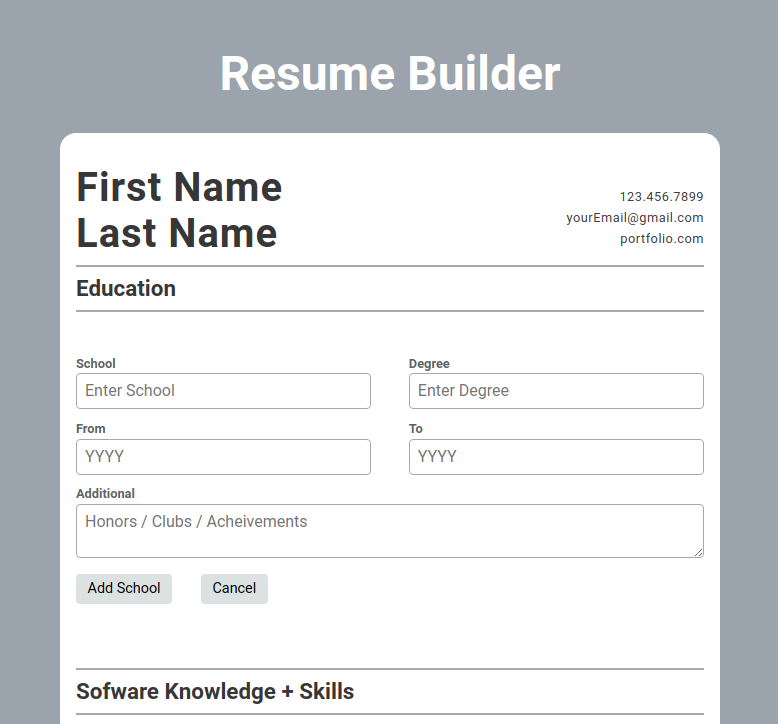 Resume Builder
First Name
Last Name
123.456.7899
yourEmail@gmail.com
portfolio.com
Education
School
Degree
Enter School
Enter Degree
From
To
YYYY
YYYY
Additional
Honors / Clubs / Acheivements
Add School
Cancel
Sofware Knowledge + Skills